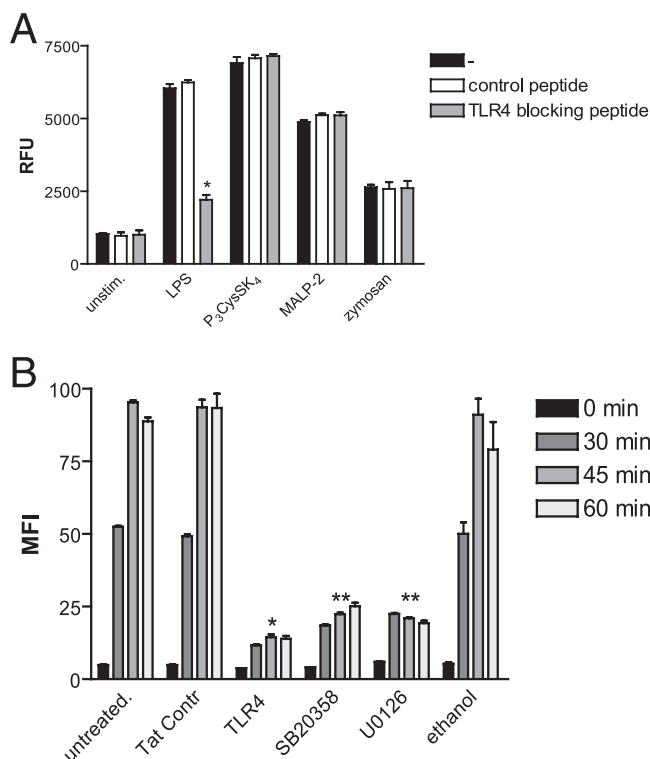 A
7500
5000
2500
0
RFU
*
unstim.
LPS
P₃CysSK₄
MALP-2
zymosan
-
control peptide
TLR4 blocking peptide
B
100
75
50
25
0
MFI
*
**
**
untreated.
Tat Contr
TLR4
SB20358
U0126
ethanol
0 min
30 min
45 min
60 min